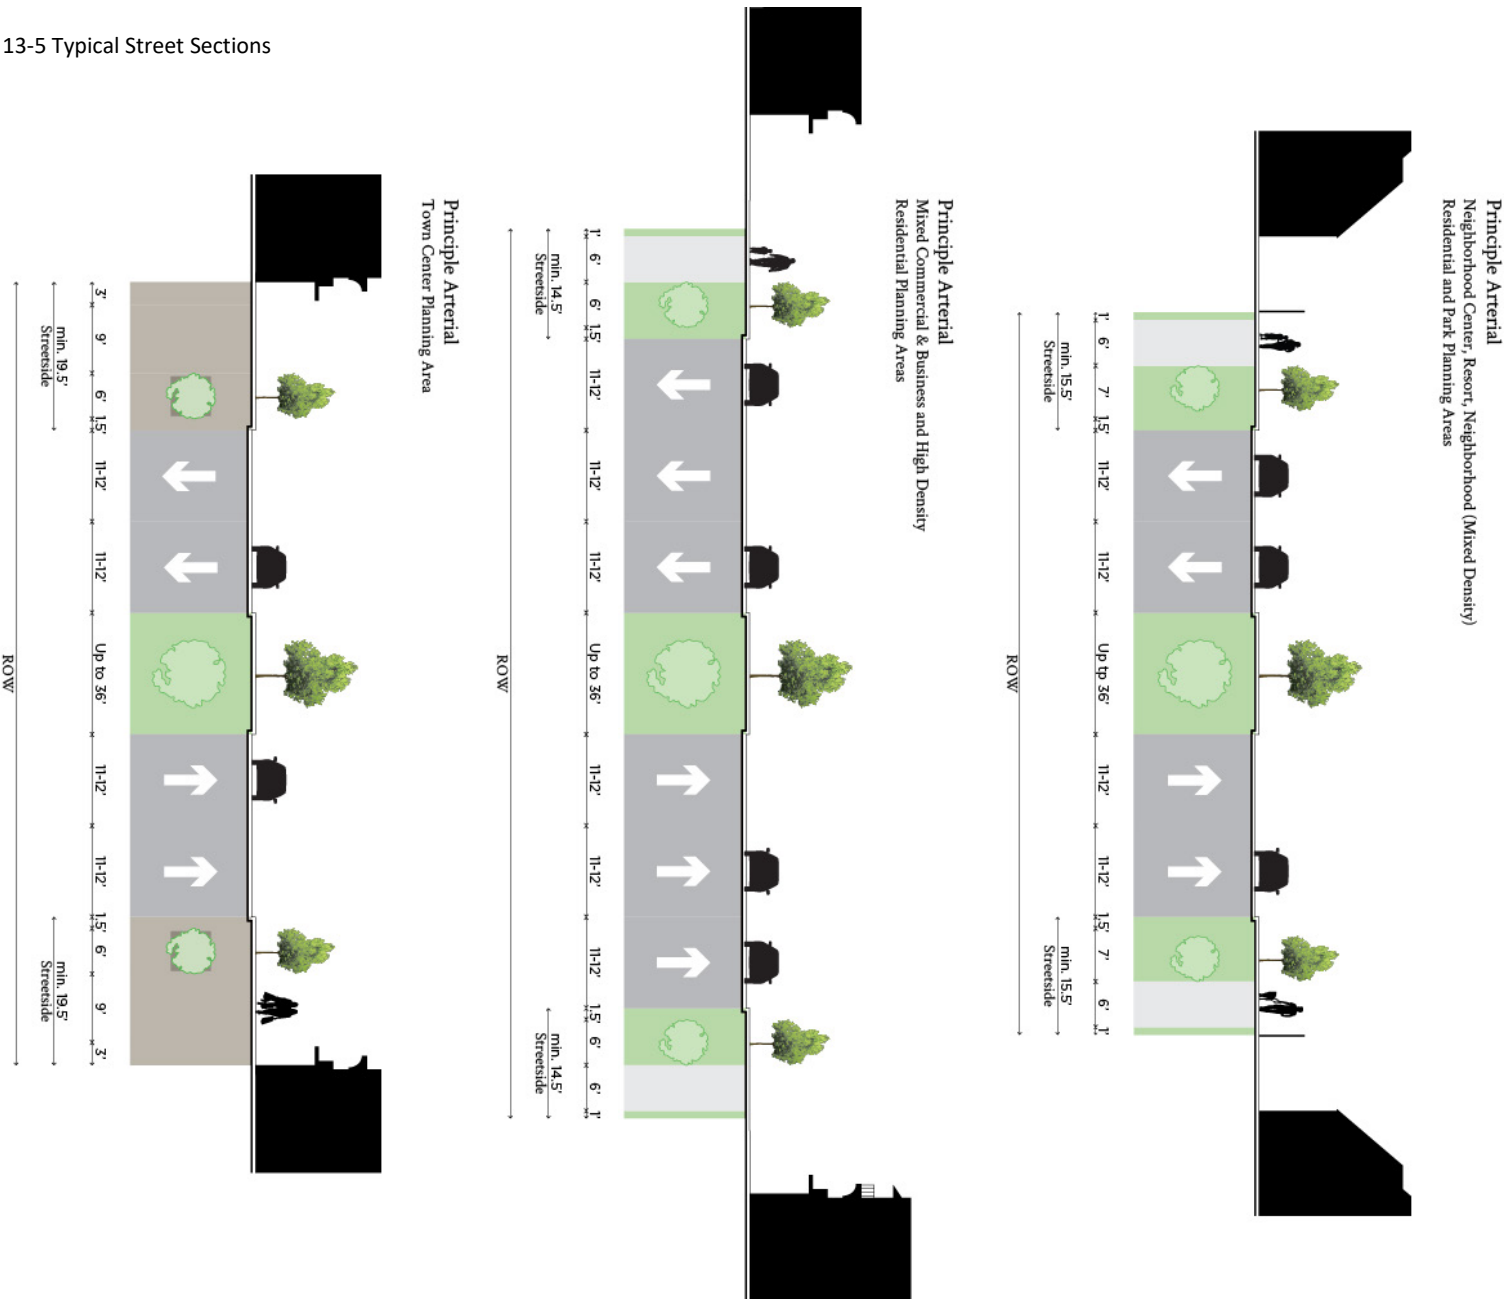 13-5 Typical Street Sections
Principle Arterial
Neighborhood Center, Resort, Neighborhood (Mixed Density)
Residential and Park Planning Areas
1'
6'
7'
1.5'
11-12'
11-12'
Up tp 36'
11-12'
11-12'
1.5'
7'
6'
1'
min. 15.5'
Streetside
min. 15.5'
Streetside
ROW
Principle Arterial
Mixed Commercial & Business and High Density
Residential Planning Areas
1'
6'
6'
1.5'
11-12'
11-12'
11-12'
Up to 36'
11-12'
11-12'
11-12'
1.5'
6'
6'
1'
min. 14.5'
Streetside
min. 14.5'
Streetside
ROW
Principle Arterial
Town Center Planning Area
3'
9'
6'
1.5'
11-12'
11-12'
Up to 36'
11-12'
11-12'
1.5'
6'
9'
3'
min. 19.5'
Streetside
min. 19.5'
Streetside
ROW